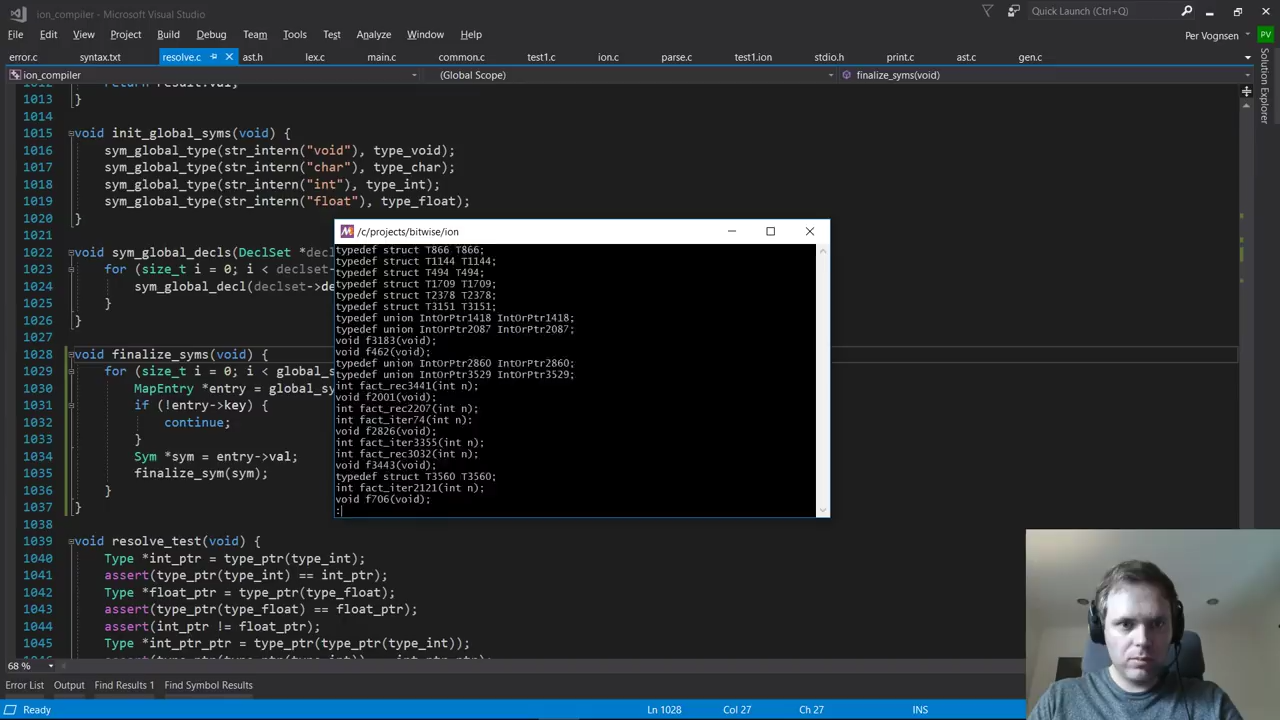 ion_compiler - Microsoft Visual Studio
Quick Launch (Ctrl+Q)
File Edit View Project Build Debug Team Tools Test Analyze Window Help
Per Vognsen
PV
error.c syntax.txt resolve.c ast.h lex.c main.c common.c test1.c ion.c parse.c test1.ion stdio.h print.c ast.c gen.c
Solution Explorer
ion_compiler (Global Scope) finalize_syms(void)
1013 }
1014
1015 void init_global_syms(void) {
1016 sym_global_type(str_intern("void"), type_void);
1017 sym_global_type(str_intern("char"), type_char);
1018 sym_global_type(str_intern("int"), type_int);
1019 sym_global_type(str_intern("float"), type_float);
1020 }
1021
1022 void sym_global_decls(DeclSet *decl
1023 for (size_t i = 0; i < declset-
1024 sym_global_decl(declset->de
1025 }
1026 }
1027
1028 void finalize_syms(void) {
1029 for (size_t i = 0; i < global_s
1030 MapEntry *entry = global_sy
1031 if (!entry->key) {
1032 continue;
1033 }
1034 Sym *sym = entry->val;
1035 finalize_sym(sym);
1036 }
1037 }
1038
1039 void resolve_test(void) {
1040 Type *int_ptr = type_ptr(type_int);
1041 assert(type_ptr(type_int) == int_ptr);
1042 Type *float_ptr = type_ptr(type_float);
1043 assert(type_ptr(type_float) == float_ptr);
1044 assert(int_ptr != float_ptr);
1045 Type *int_ptr_ptr = type_ptr(type_ptr(type_int));
/c/projects/bitwise/ion
typedef struct T866 T866;
typedef struct T1144 T1144;
typedef struct T494 T494;
typedef struct T1709 T1709;
typedef struct T2378 T2378;
typedef struct T3151 T3151;
typedef union IntOrPtr1418 IntOrPtr1418;
typedef union IntOrPtr2087 IntOrPtr2087;
void f3183(void);
void f462(void);
typedef union IntOrPtr2860 IntOrPtr2860;
typedef union IntOrPtr3529 IntOrPtr3529;
int fact_rec3441(int n);
void f2001(void);
int fact_rec2207(int n);
int fact_iter74(int n);
void f2826(void);
int fact_iter3355(int n);
int fact_rec3032(int n);
void f3443(void);
typedef struct T3560 T3560;
int fact_iter2121(int n);
void f706(void);
:
68 %
Error List Output Find Results 1 Find Symbol Results
Ready Ln 1028 Col 27 Ch 27 INS